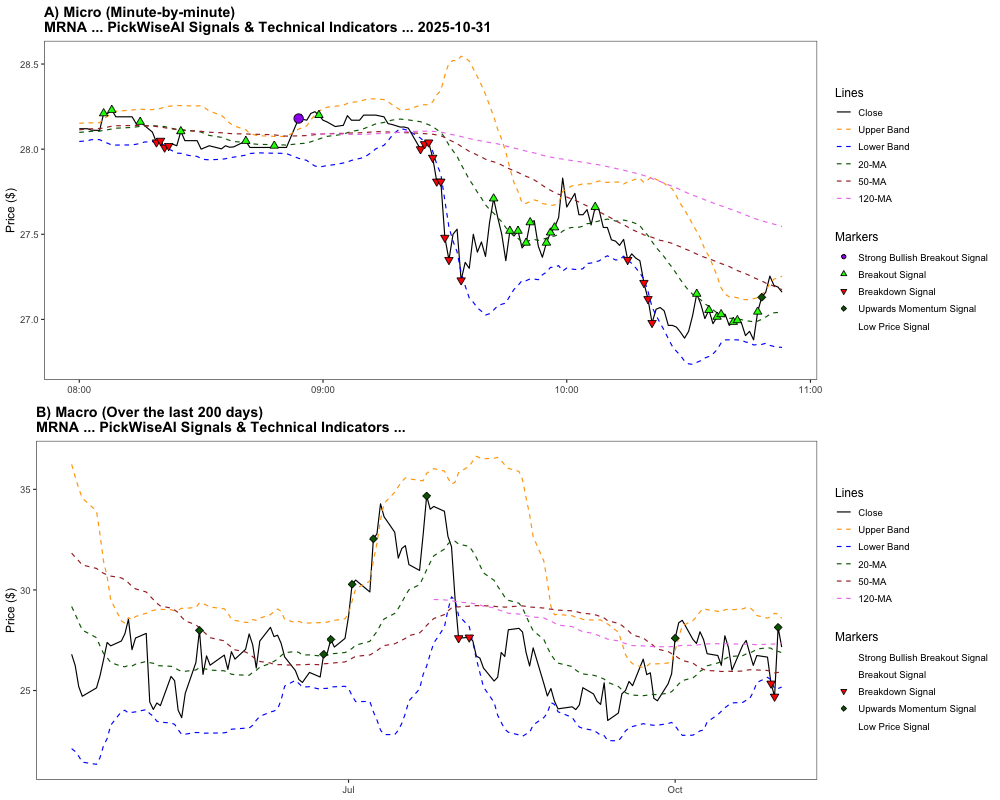 A) Micro (Minute-by-minute)
MRNA ... PickWiseAI Signals & Technical Indicators ... 2025-10-31
Price ($)
28.5
28.0
27.5
27.0
08:00
09:00
10:00
11:00
Lines
Close
Upper Band
Lower Band
20-MA
50-MA
120-MA
Markers
Strong Bullish Breakout Signal
Breakout Signal
Breakdown Signal
Upwards Momentum Signal
Low Price Signal
B) Macro (Over the last 200 days)
MRNA ... PickWiseAI Signals & Technical Indicators ...
Price ($)
35
30
25
Jul
Oct
Lines
Close
Upper Band
Lower Band
20-MA
50-MA
120-MA
Markers
Strong Bullish Breakout Signal
Breakout Signal
Breakdown Signal
Upwards Momentum Signal
Low Price Signal